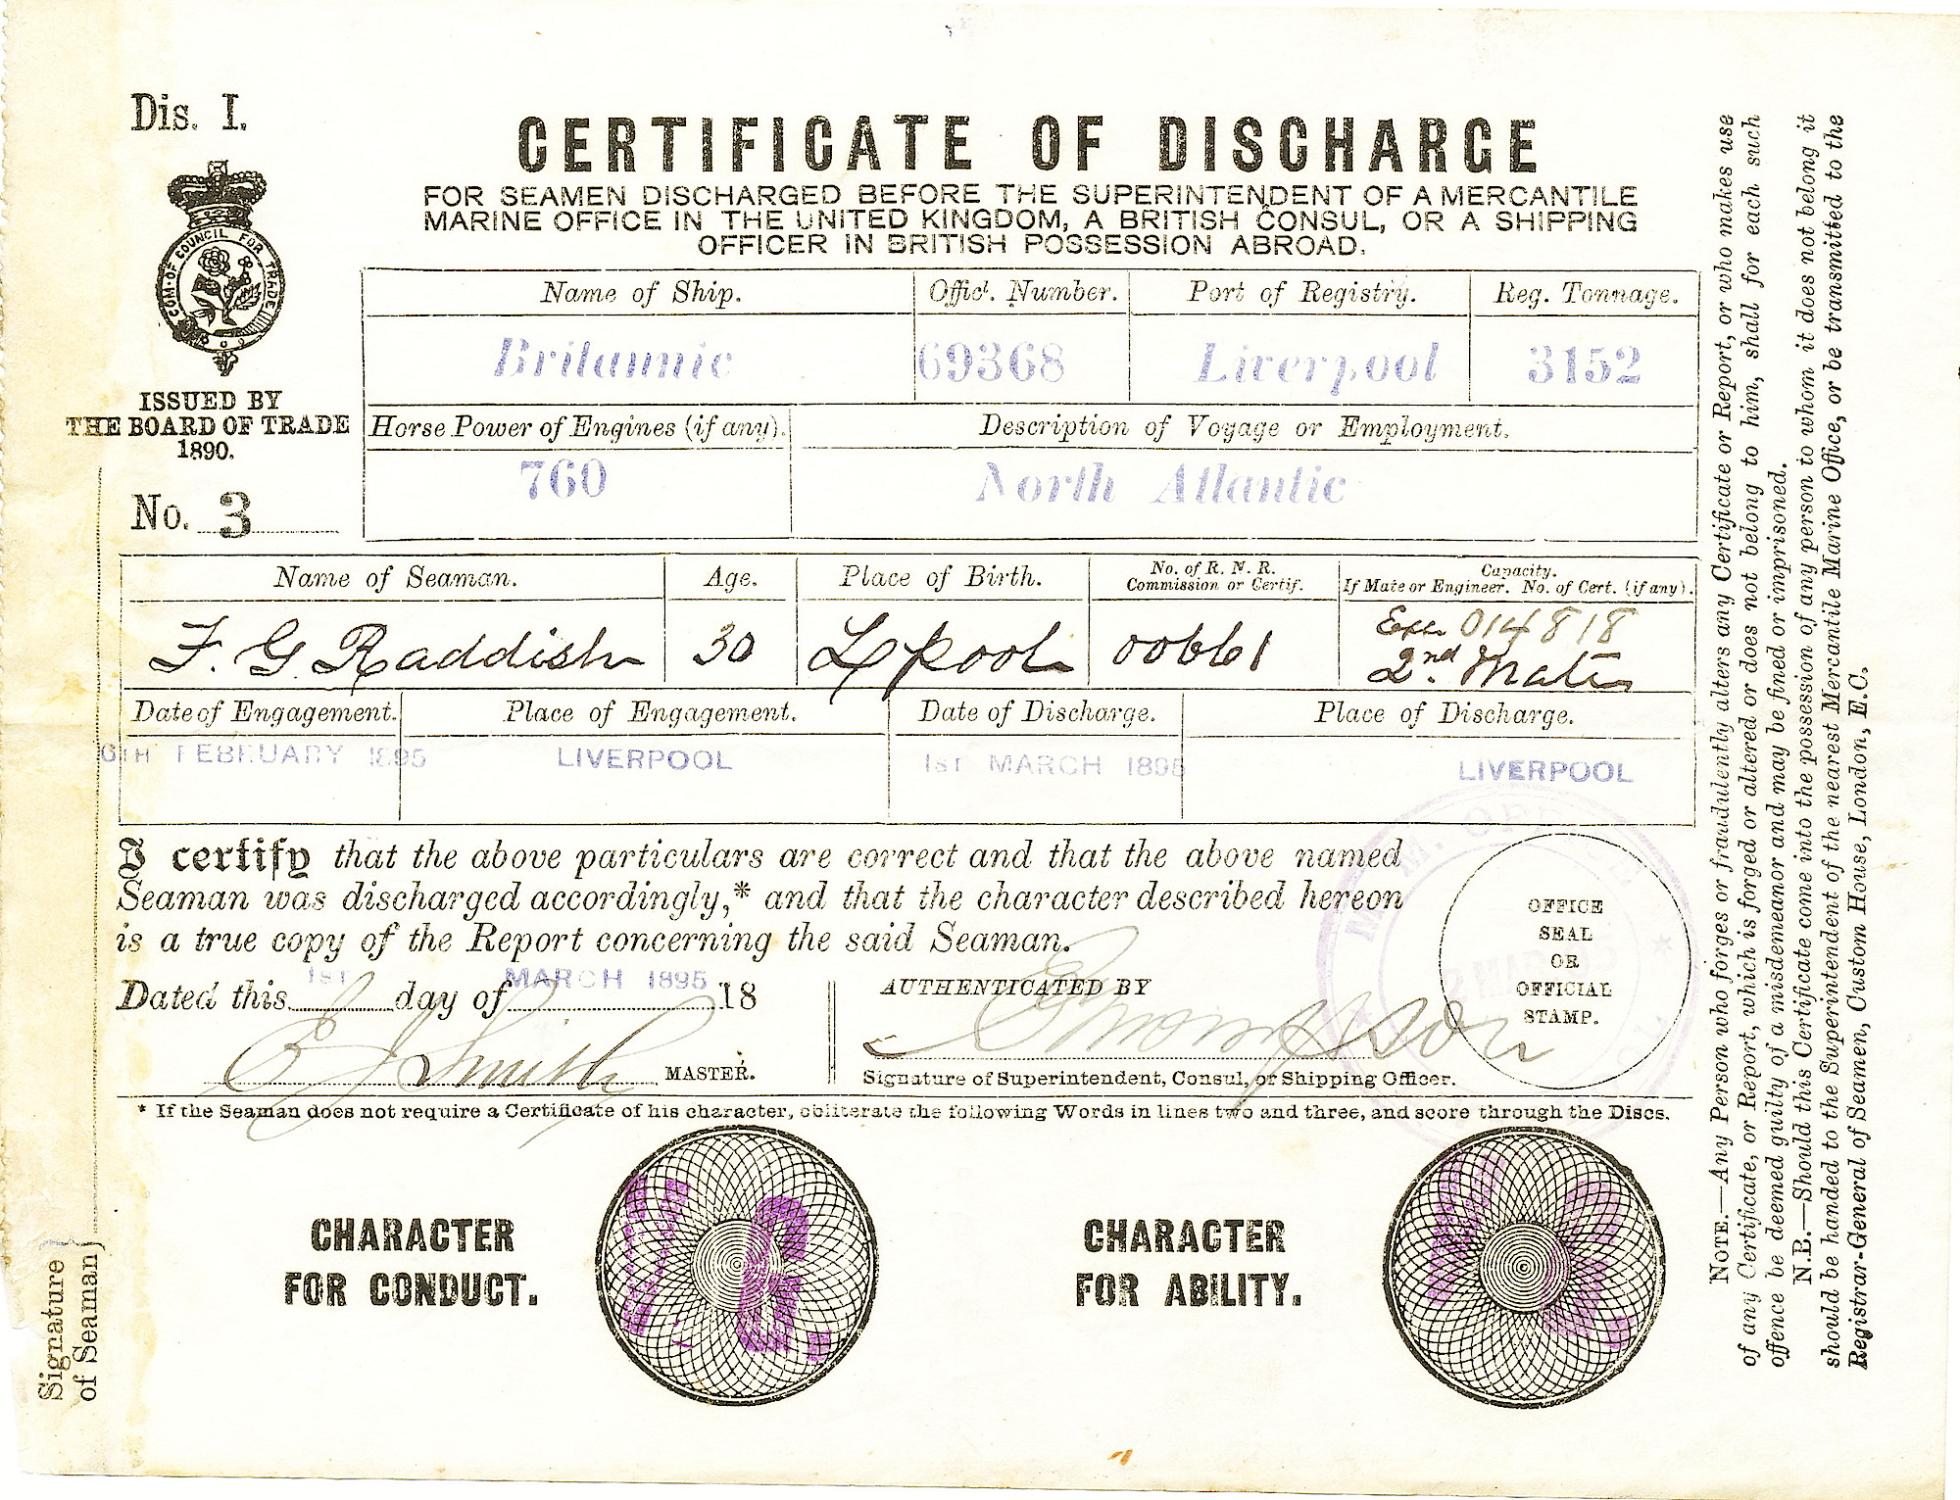 Dis. I.
COM. OF COUNCIL FOR TRADE
ISSUED BY
THE BOARD OF TRADE
1890.
No. 3
CERTIFICATE OF DISCHARGE
FOR SEAMEN DISCHARGED BEFORE THE SUPERINTENDENT OF A MERCANTILE
MARINE OFFICE IN THE UNITED KINGDOM, A BRITISH CONSUL, OR A SHIPPING
OFFICER IN BRITISH POSSESSION ABROAD.
Name of Ship. Offic'. Number. Port of Registry. Reg. Tonnage.
Britannic 69368 Liverpool 3152
Horse Power of Engines (if any). Description of Voyage or Employment.
760 North Atlantic
Name of Seaman. Age. Place of Birth. No. of R. N. R. Commission or Certif. Capacity. If Mate or Engineer. No. of Cert. (if any).
F. G Raddish 30 Lpool 00661 014818
2nd Mate
Date of Engagement. Place of Engagement. Date of Discharge. Place of Discharge.
6TH FEBRUARY 1895 LIVERPOOL 1ST MARCH 1895 LIVERPOOL
I certify that the above particulars are correct and that the above named
Seaman was discharged accordingly,* and that the character described hereon
is a true copy of the Report concerning the said Seaman.
Dated this 1ST day of MARCH 1895 18
E J Smith MASTER.
AUTHENTICATED BY
Signature of Superintendent, Consul, or Shipping Officer.
OFFICE
SEAL
OR
OFFICIAL
STAMP.
* If the Seaman does not require a Certificate of his character, obliterate the following Words in lines two and three, and score through the Discs.
CHARACTER
FOR CONDUCT.
V G.
CHARACTER
FOR ABILITY.
V G.
Signature
of Seaman
NOTE.—Any Person who forges or fraudulently alters any Certificate or Report, or who makes use
of any Certificate, or Report, which is forged or altered or does not belong to him, shall for each such
offence be deemed guilty of a misdemeanor and may be fined or imprisoned.
N.B.—Should this Certificate come into the possession of any person to whom it does not belong it
should be handed to the Superintendent of the nearest Mercantile Marine Office, or be transmitted to the
Registrar-General of Seamen, Custom House, London, E.C.